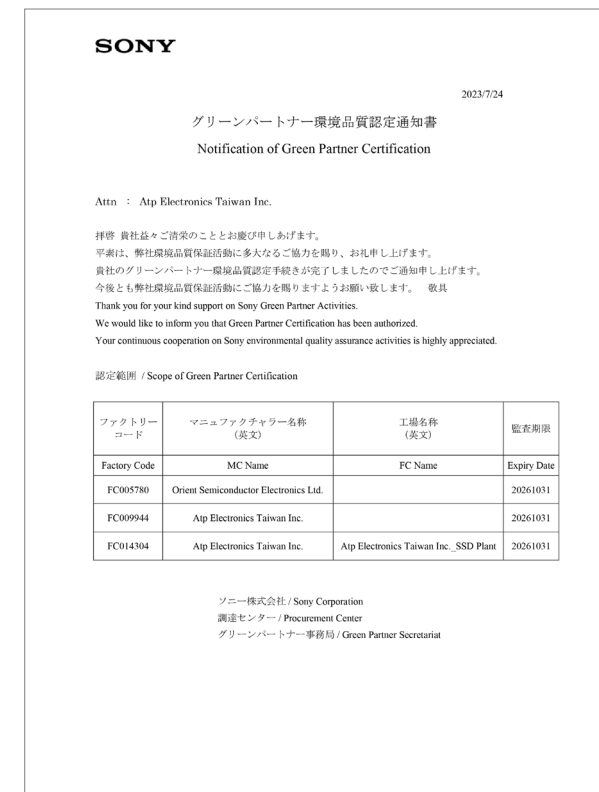 SONY
2023/7/24
グリーンパートナー環境品質認定通知書
Notification of Green Partner Certification
Attn ： Atp Electronics Taiwan Inc.
拝啓 貴社益々ご清栄のこととお慶び申しあげます。
平素は、弊社環境品質保証活動に多大なるご協力を賜り、お礼申し上げます。
貴社のグリーンパートナー環境品質認定手続きが完了しましたのでご通知申し上げます。
今後とも弊社環境品質保証活動にご協力を賜りますようお願い致します。 敬具
Thank you for your kind support on Sony Green Partner Activities.
We would like to inform you that Green Partner Certification has been authorized.
Your continuous cooperation on Sony environmental quality assurance activities is highly appreciated.
認定範囲 / Scope of Green Partner Certification
ファクトリーコード マニュファクチャラー名称（英文） 工場名称（英文） 監査期限
Factory Code MC Name FC Name Expiry Date
FC005780 Orient Semiconductor Electronics Ltd. 20261031
FC009944 Atp Electronics Taiwan Inc. 20261031
FC014304 Atp Electronics Taiwan Inc. Atp Electronics Taiwan Inc._SSD Plant 20261031
ソニー株式会社 / Sony Corporation
調達センター / Procurement Center
グリーンパートナー事務局 / Green Partner Secretariat